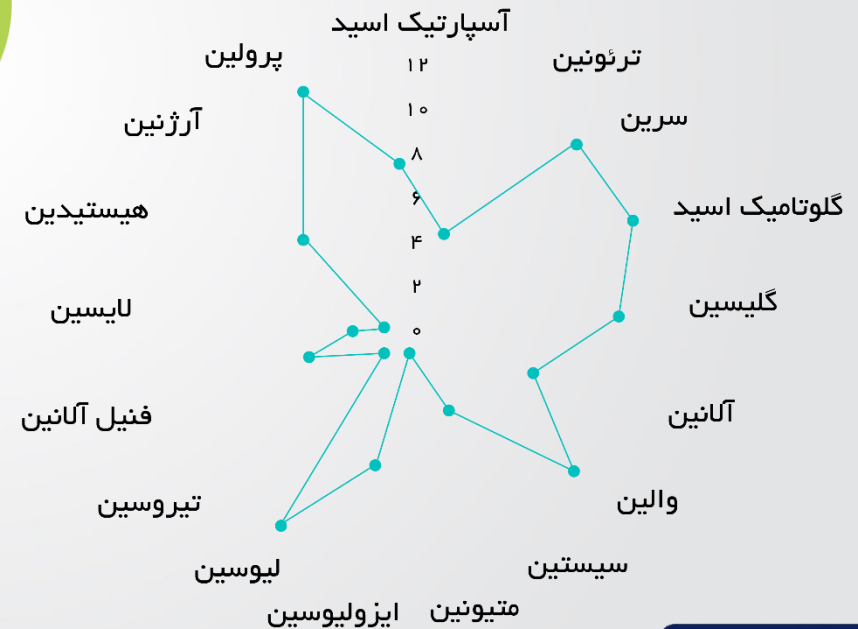 آسپارتیک اسید
ترئونین
سرین
گلوتامیک اسید
گلیسین
آلانین
والین
سیستین
متیونین
ایزولیوسین
لیوسین
تیروسین
فنیل آلانین
لایسین
هیستیدین
آرژنین
پرولین
۱۲
۱۰
۸
۶
۴
۲
۰